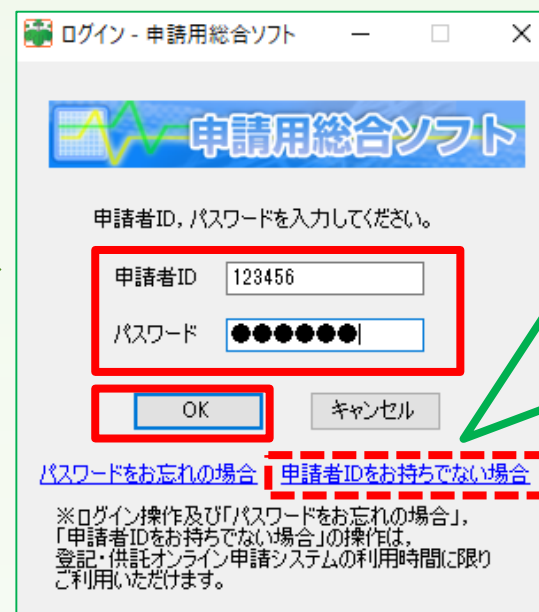 ログイン - 申請用総合ソフト
申請用総合ソフト
申請者ID, パスワードを入力してください。
申請者ID 123456
パスワード ●●●●●●
OK キャンセル
パスワードをお忘れの場合 申請者IDをお持ちでない場合
※ログイン操作及び「パスワードをお忘れの場合」,
「申請者IDをお持ちでない場合」の操作は,
登記・供託オンライン申請システムの利用時間に限り
ご利用いただけます。